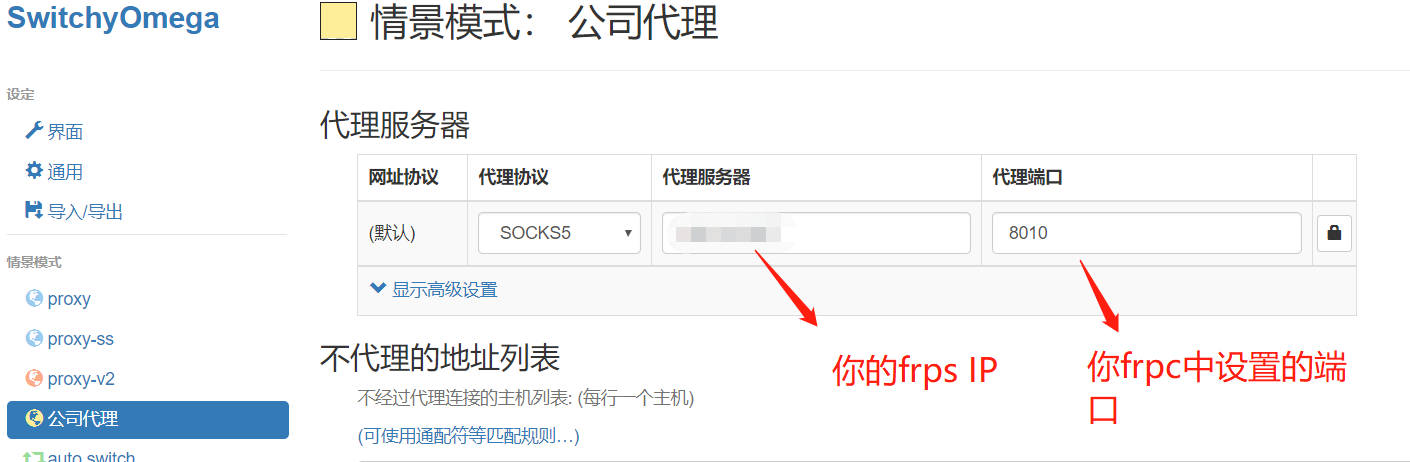 SwitchyOmega
设定
界面
通用
导入/导出
情景模式
proxy
proxy-ss
proxy-v2
公司代理
auto switch
情景模式： 公司代理
代理服务器
网址协议 代理协议 代理服务器 代理端口
(默认) SOCKS5 8010
显示高级设置
你的frps IP
你frpc中设置的端
口
不代理的地址列表
不经过代理连接的主机列表: (每行一个主机)
(可使用通配符等匹配规则…)